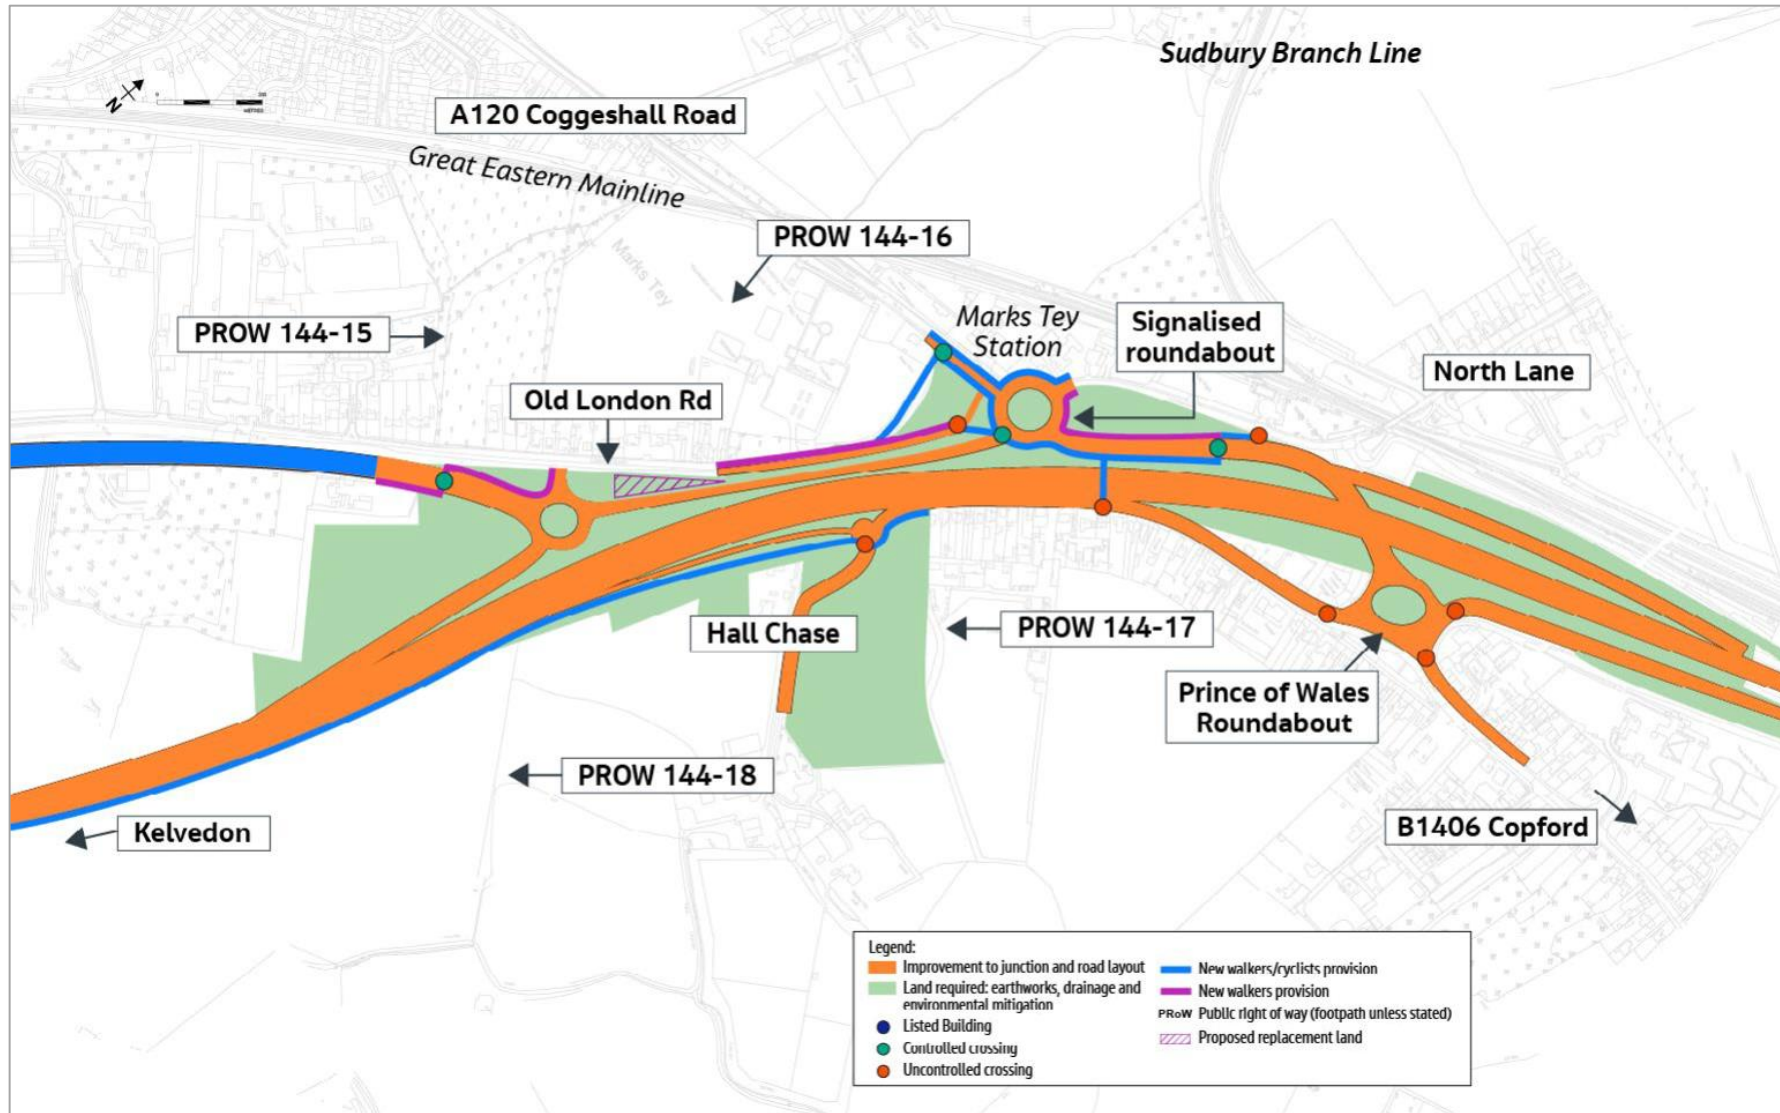 Sudbury Branch Line
N
A120 Coggeshall Road
Great Eastern Mainline
PROW 144-16
Marks Tey
PROW 144-15
Marks Tey
Station
Signalised
roundabout
North Lane
Old London Rd
Hall Chase
PROW 144-17
Prince of Wales
Roundabout
PROW 144-18
Kelvedon
B1406 Copford
Legend:
Improvement to junction and road layout
Land required: earthworks, drainage and
environmental mitigation
Listed Building
Controlled crossing
Uncontrolled crossing
New walkers/cyclists provision
New walkers provision
PRoW Public right of way (footpath unless stated)
Proposed replacement land